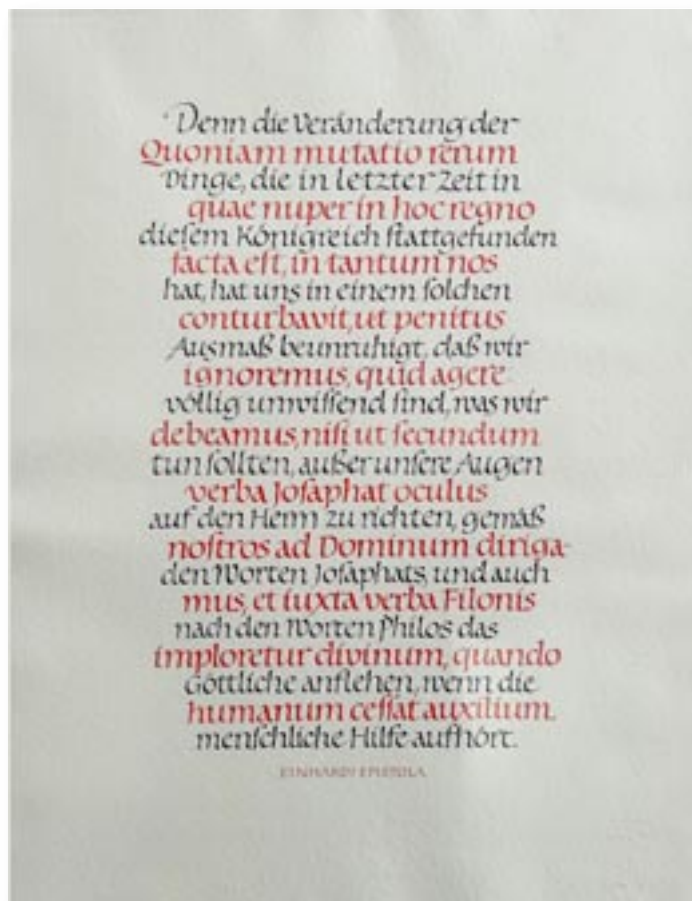 Denn die Veränderung der
Quoniam mutatio rerum
Dinge, die in letzter Zeit in
quae nuper in hoc regno
dieſem Königreich ſtattgefunden
facta eſt, in tantum nos
hat, hat uns in einem ſolchen
conturbavit, ut penitus
Ausmaß beunruhigt, daß wir
ignoremus, quid agere
völlig unwiſſend ſind, was wir
debeamus, niſi ut ſecundum
tun ſollten, außer unſere Augen
verba Joſaphat oculus
auf den Herrn zu richten, gemäß
noſtros ad Dominum diriga-
den Worten Joſaphats, und auch
mus, et iuxta verba Filonis
nach den Worten Philos das
imploretur divinum, quando
Göttliche anflehen, wenn die
humanum ceſſat auxilium.
menſchliche Hilfe aufhört.
EINHARDI EPISTOLA